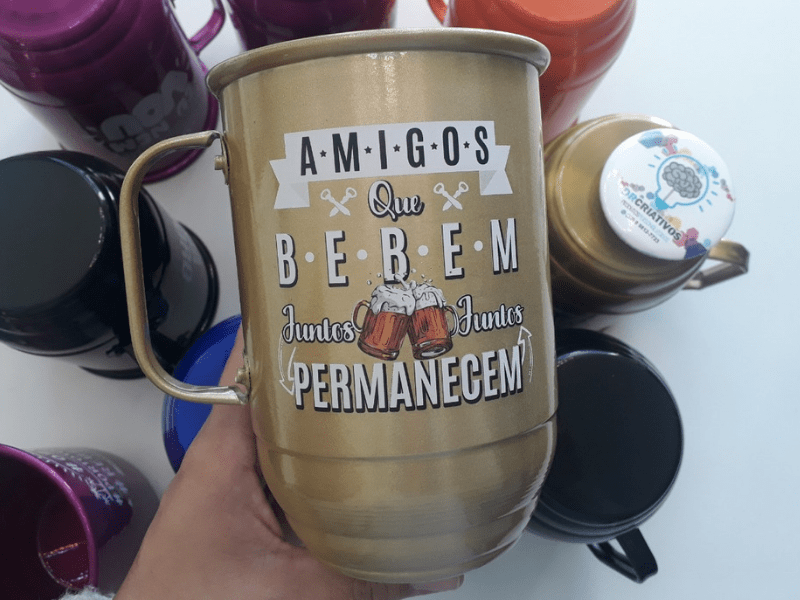 A★M★I★G★O★S
Que
B•E•B•E•M
Juntos Juntos
PERMANECEM
CRIATIVOS